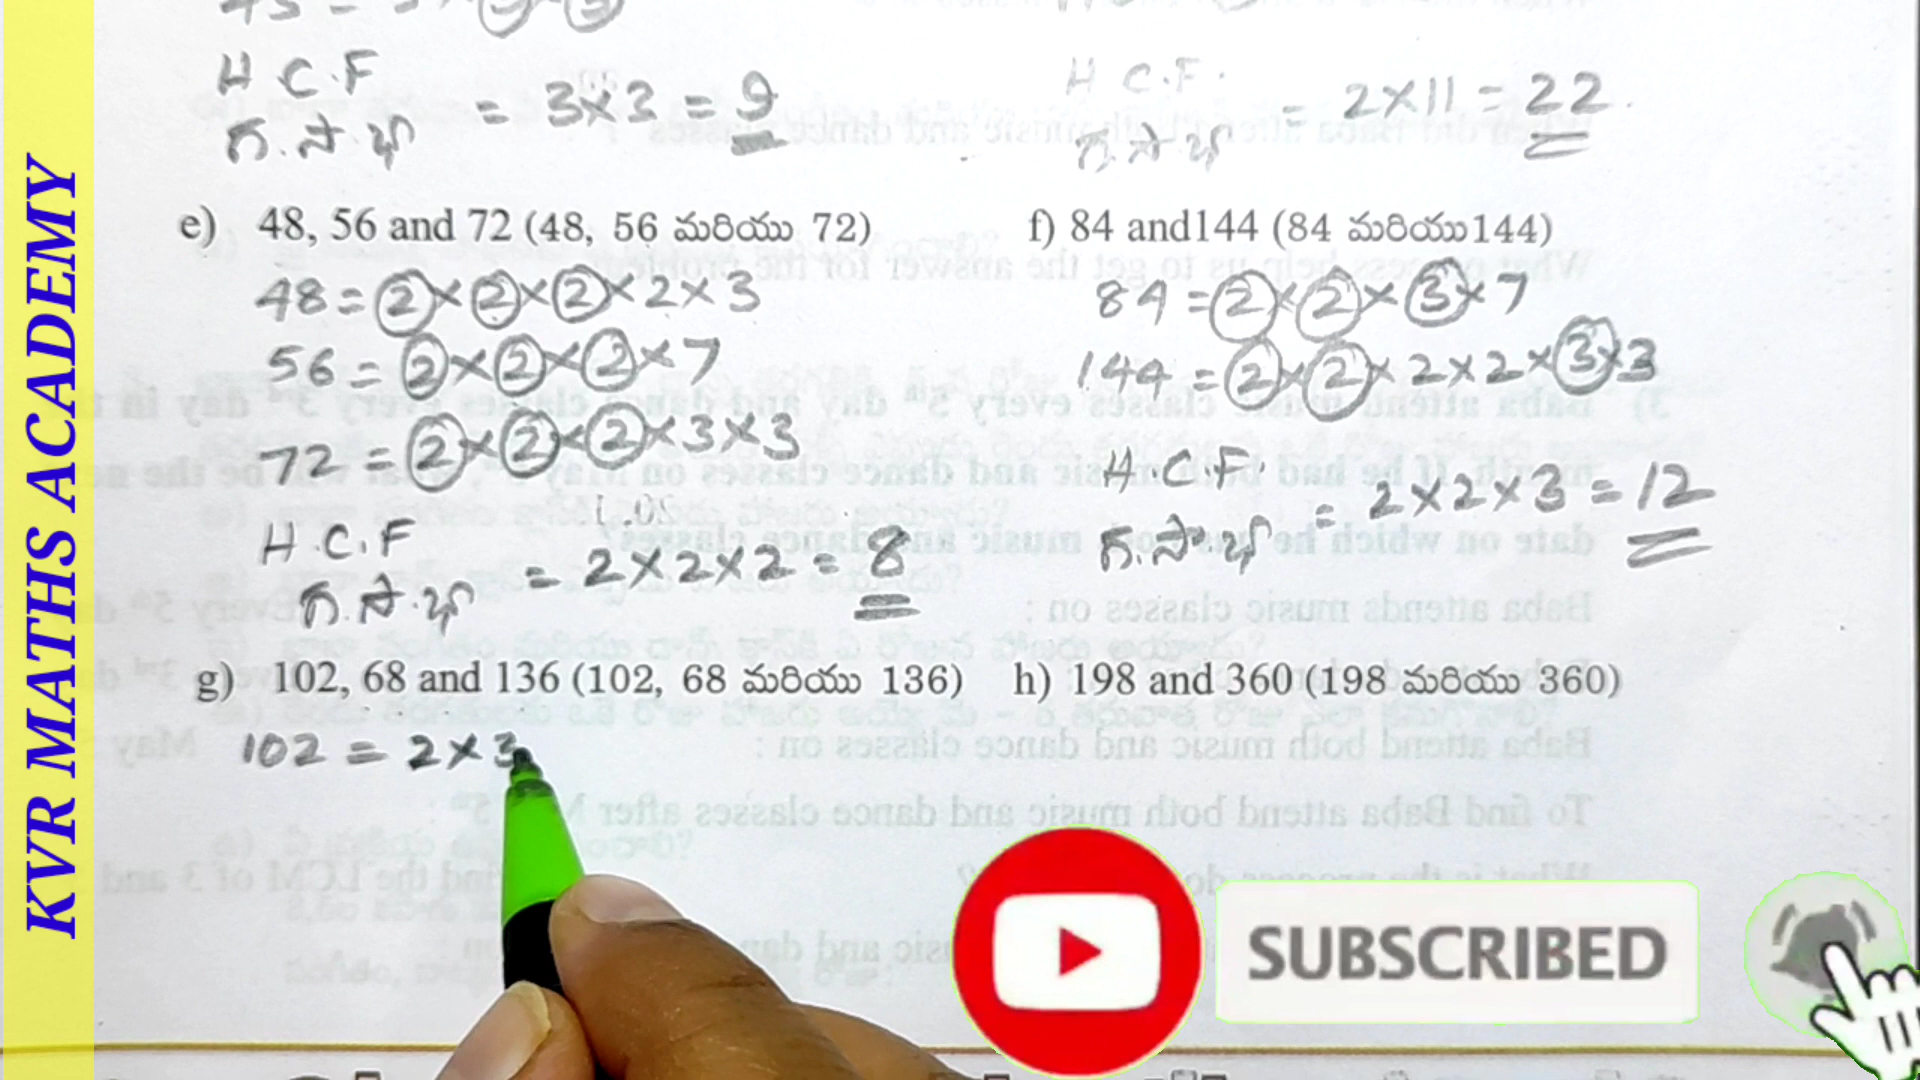 KVR MATHS ACADEMY
H.C.F
గ.సా.భా = 3×3 = 9
H C.F.
గ.సా.భా = 2×11 = 22
e) 48, 56 and 72 (48, 56 మరియు 72)
48 = 2×2×2×2×3
56 = 2×2×2×7
72 = 2×2×2×3×3
H.C.F
గ.సా.భా = 2×2×2 = 8
f) 84 and144 (84 మరియు144)
84 = 2×2×3×7
144 = 2×2×2×2×3×3
H.C.F.
గ.సా.భా = 2×2×3 = 12
g) 102, 68 and 136 (102, 68 మరియు 136)
102 = 2×3
h) 198 and 360 (198 మరియు 360)
SUBSCRIBED